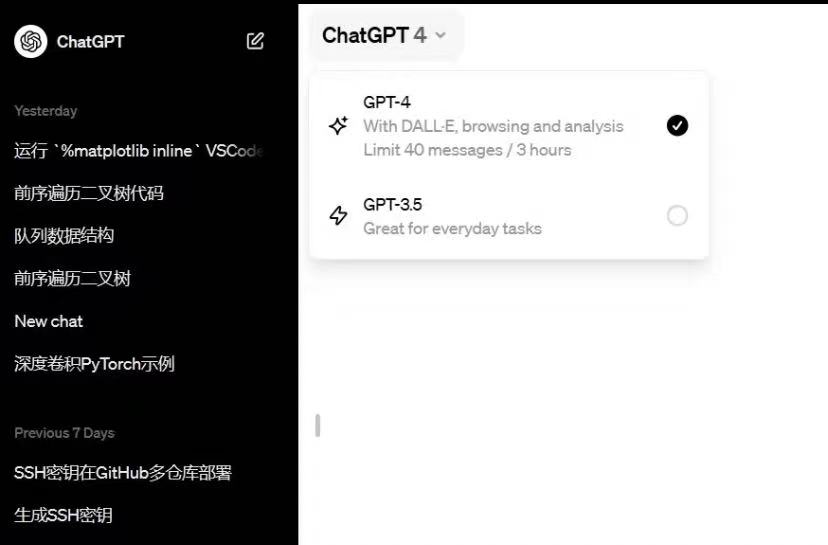 ChatGPT
Yesterday
运行 `%matplotlib inline` VSCode
前序遍历二叉树代码
队列数据结构
前序遍历二叉树
New chat
深度卷积PyTorch示例
Previous 7 Days
SSH密钥在GitHub多仓库部署
生成SSH密钥
ChatGPT 4
GPT-4
With DALL·E, browsing and analysis
Limit 40 messages / 3 hours
GPT-3.5
Great for everyday tasks